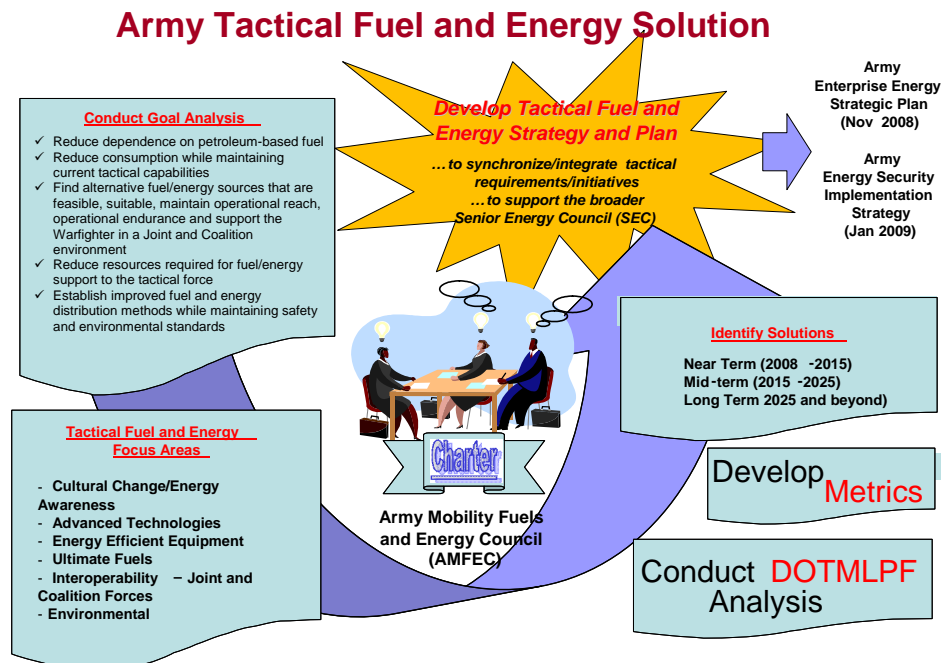 Army Tactical Fuel and Energy Solution
Conduct Goal Analysis
✓ Reduce dependence on petroleum-based fuel
✓ Reduce consumption while maintaining
current tactical capabilities
✓ Find alternative fuel/energy sources that are
feasible, suitable, maintain operational reach,
operational endurance and support the
Warfighter in a Joint and Coalition
environment
✓ Reduce resources required for fuel/energy
support to the tactical force
✓ Establish improved fuel and energy
distribution methods while maintaining safety
and environmental standards
Tactical Fuel and Energy
Focus Areas
- Cultural Change/Energy
Awareness
- Advanced Technologies
- Energy Efficient Equipment
- Ultimate Fuels
- Interoperability – Joint and
Coalition Forces
- Environmental
Develop Tactical Fuel and
Energy Strategy and Plan
…to synchronize/integrate tactical
requirements/initiatives
…to support the broader
Senior Energy Council (SEC)
Charter
Army Mobility Fuels
and Energy Council
(AMFEC)
Army
Enterprise Energy
Strategic Plan
(Nov 2008)
Army
Energy Security
Implementation
Strategy
(Jan 2009)
Identify Solutions
Near Term (2008 -2015)
Mid-term (2015 -2025)
Long Term 2025 and beyond)
Develop Metrics
Conduct DOTMLPF
Analysis